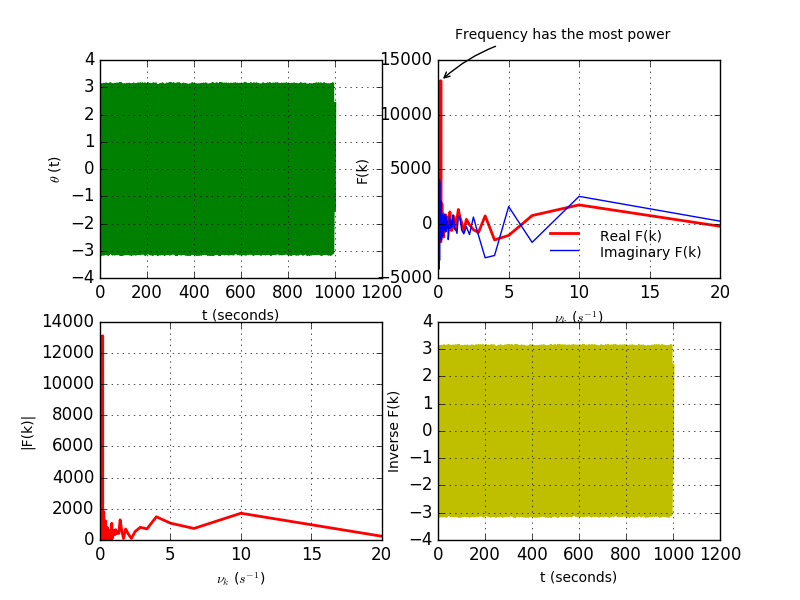 Frequency has the most power
4
3
2
1
0
−1
−2
−3
−4
θ (t)
0 200 400 600 800 1000 1200
t (seconds)
15000
10000
5000
0
−5000
F(k)
Real F(k)
Imaginary F(k)
0 5 10 15 20
νk (s−1)
14000
12000
10000
8000
6000
4000
2000
0
|F(k)|
0 5 10 15 20
νk (s−1)
4
3
2
1
0
−1
−2
−3
−4
Inverse F(k)
0 200 400 600 800 1000 1200
t (seconds)